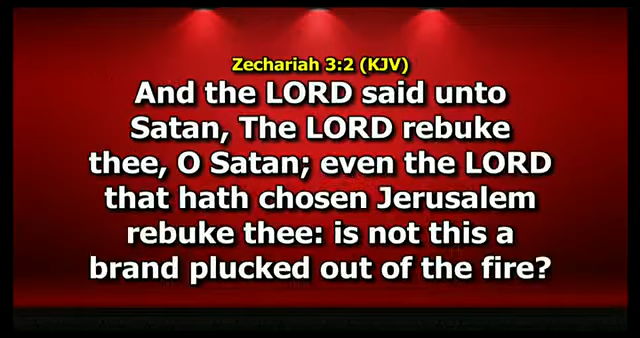 Zechariah 3:2 (KJV)
And the LORD said unto
Satan, The LORD rebuke
thee, O Satan; even the LORD
that hath chosen Jerusalem
rebuke thee: is not this a
brand plucked out of the fire?